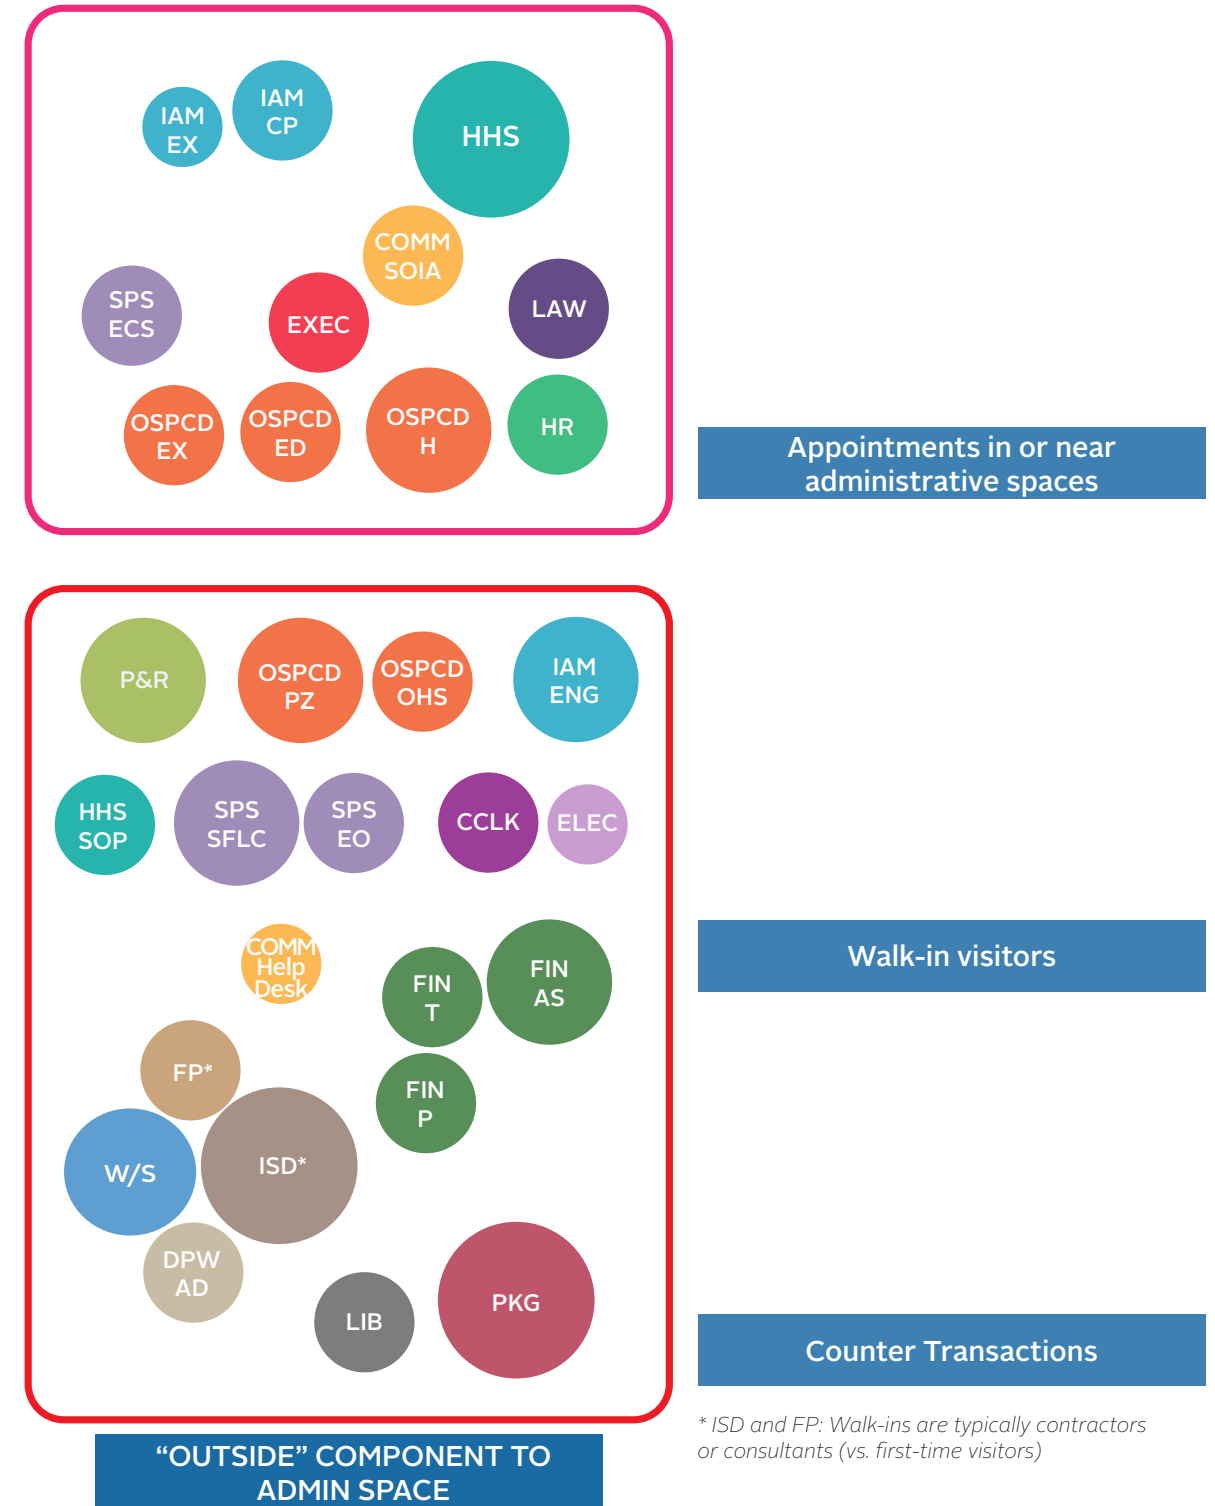 IAM
EX
IAM
CP
HHS
COMM
SOIA
SPS
ECS
EXEC
LAW
OSPCD
EX
OSPCD
ED
OSPCD
H
HR
Appointments in or near
administrative spaces
P&R
OSPCD
PZ
OSPCD
OHS
IAM
ENG
HHS
SOP
SPS
SFLC
SPS
EO
CCLK
ELEC
COMM
Help
Desk
FIN
T
FIN
AS
Walk-in visitors
FP*
FIN
P
W/S
ISD*
DPW
AD
LIB
PKG
Counter Transactions
* ISD and FP: Walk-ins are typically contractors
or consultants (vs. first-time visitors)
“OUTSIDE” COMPONENT TO
ADMIN SPACE